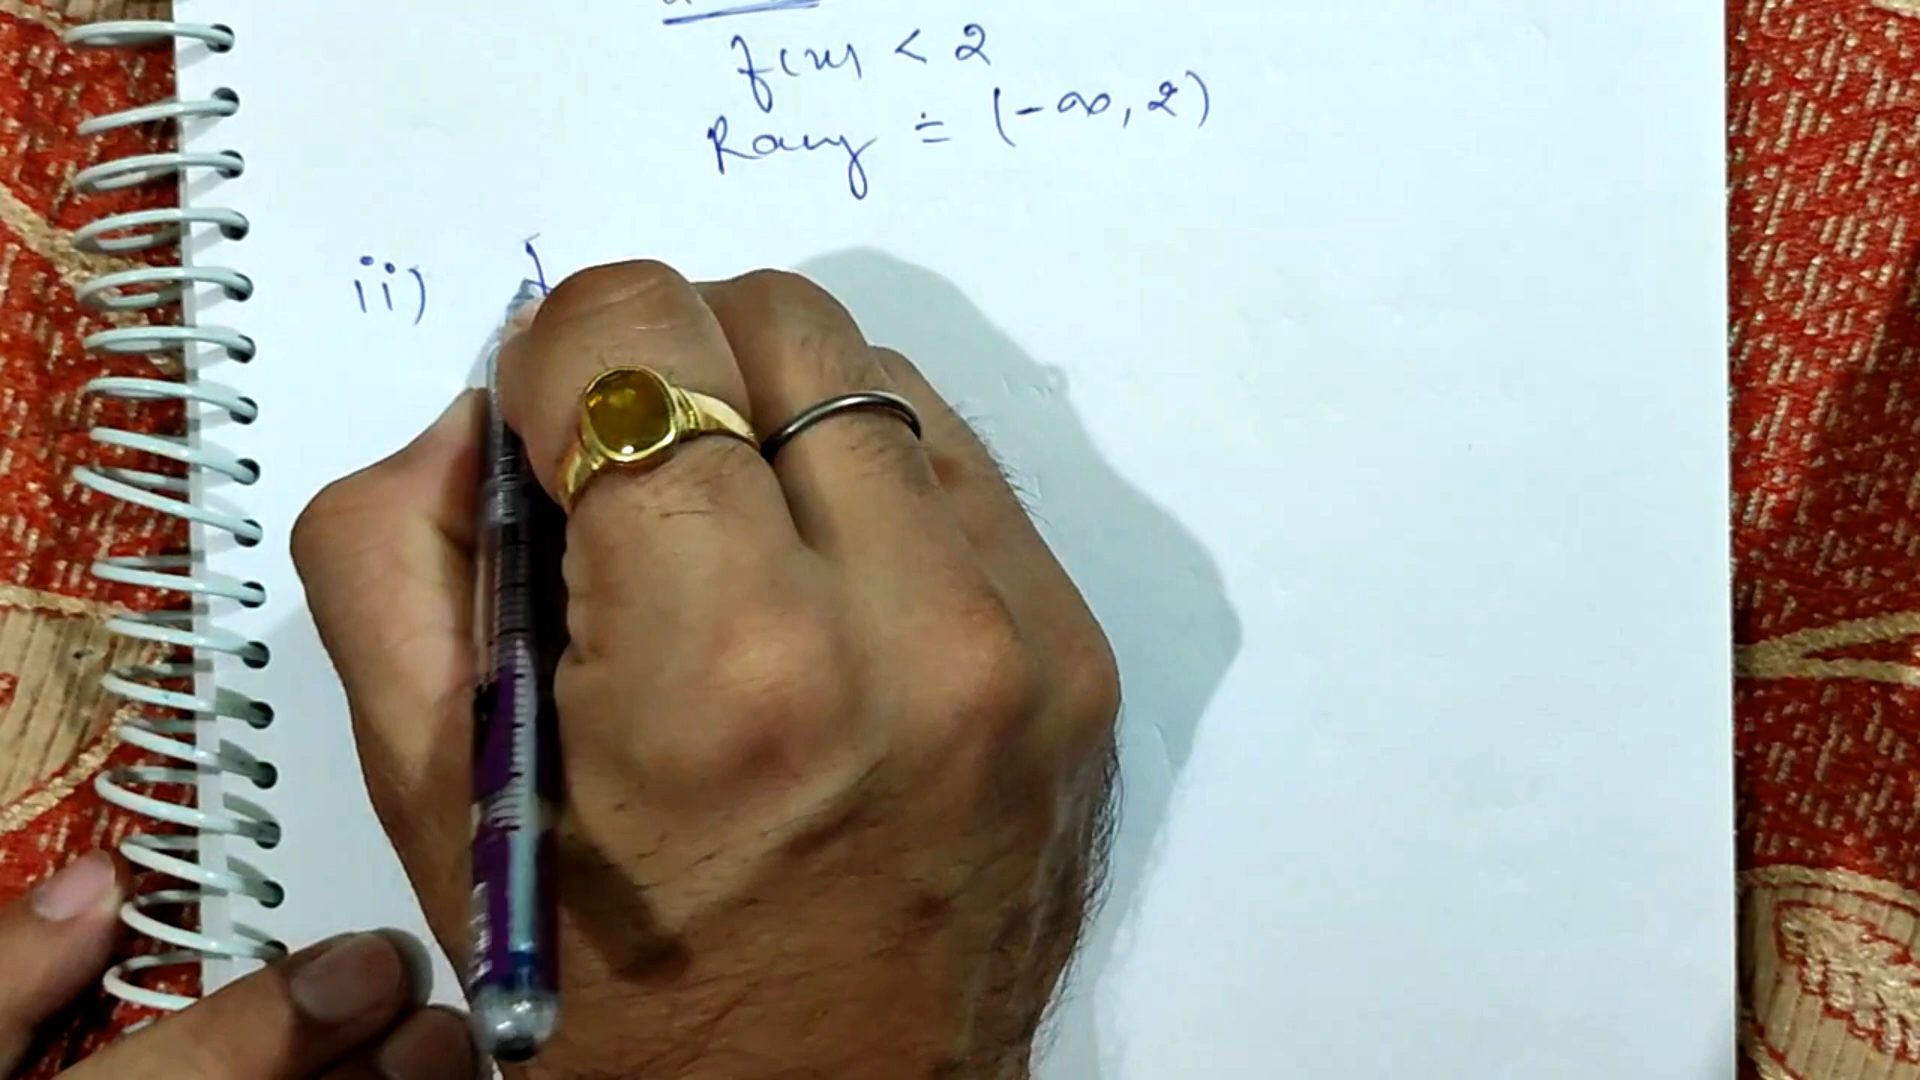 f(x) < 2
Rang = (-∞, 2)
ii) f